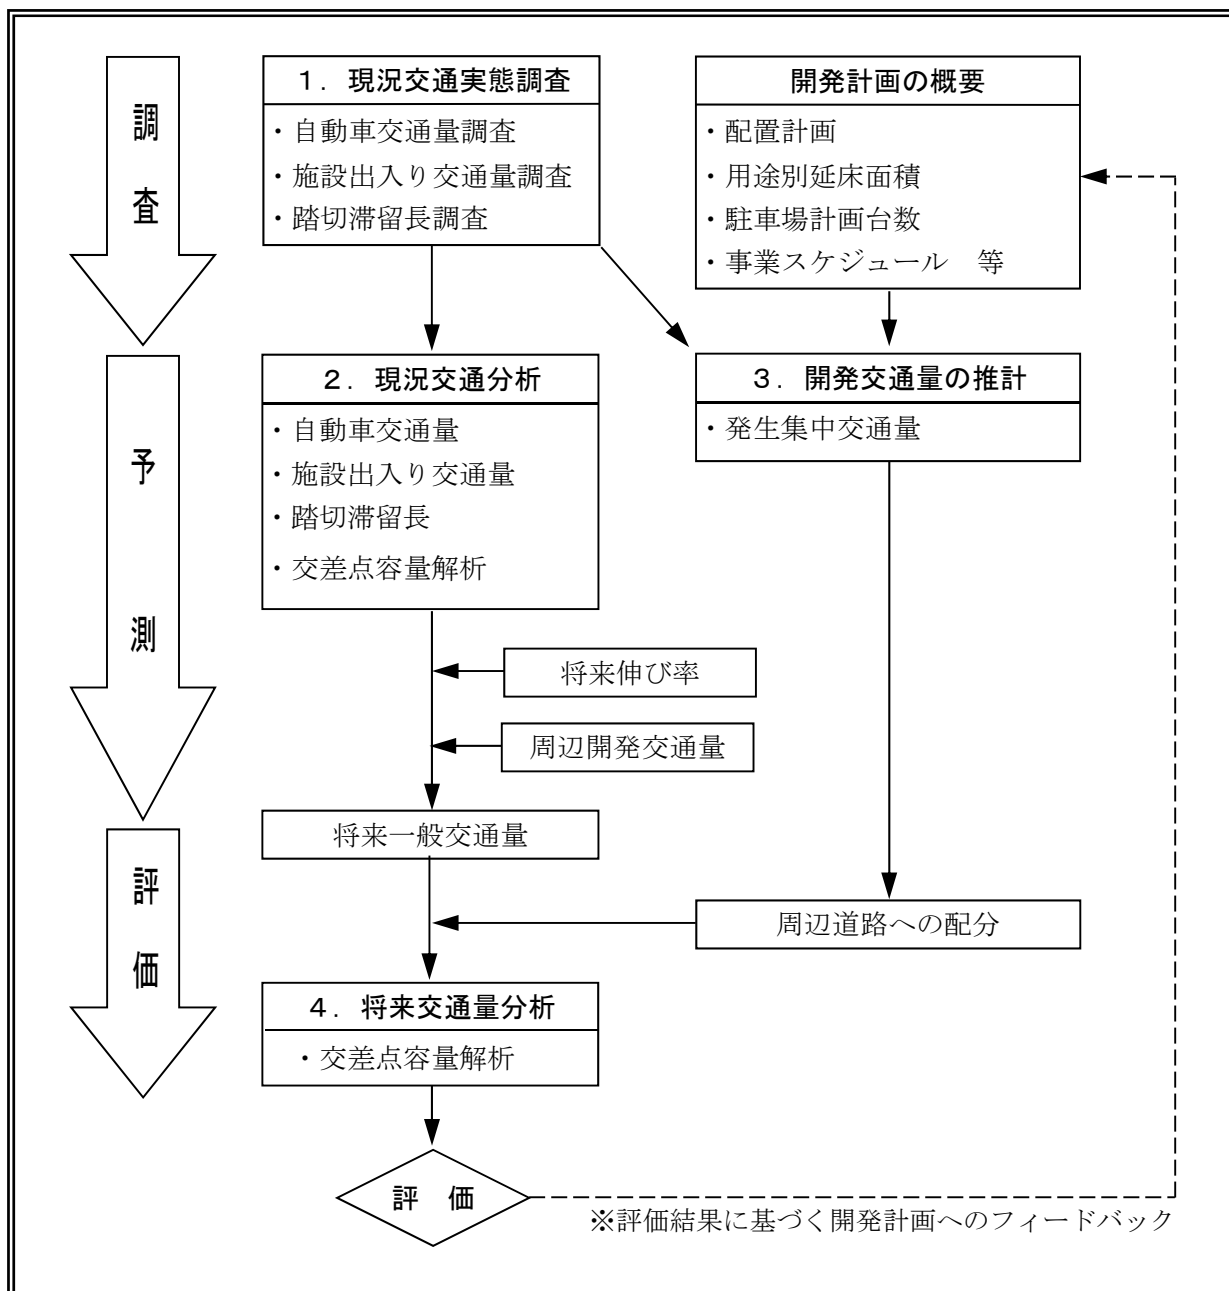 調査
１．現況交通実態調査
・自動車交通量調査
・施設出入り交通量調査
・踏切滞留長調査
開発計画の概要
・配置計画
・用途別延床面積
・駐車場計画台数
・事業スケジュール　等
予測
２．現況交通分析
・自動車交通量
・施設出入り交通量
・踏切滞留長
・交差点容量解析
３．開発交通量の推計
・発生集中交通量
将来伸び率
周辺開発交通量
将来一般交通量
評価
周辺道路への配分
４．将来交通量分析
・交差点容量解析
評　価
※評価結果に基づく開発計画へのフィードバック